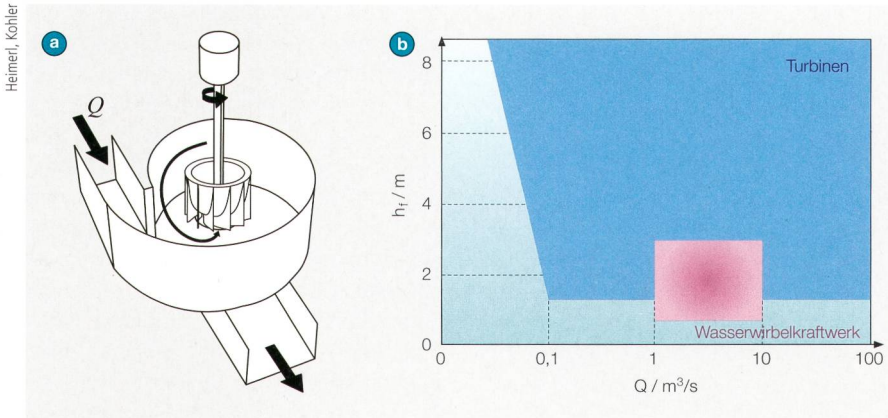 Heimerl, Kohler
a
Q
b
Turbinen
8
6
4
2
0
h_f / m
Wasserwirbelkraftwerk
0
0,1
1
10
100
Q / m³/s